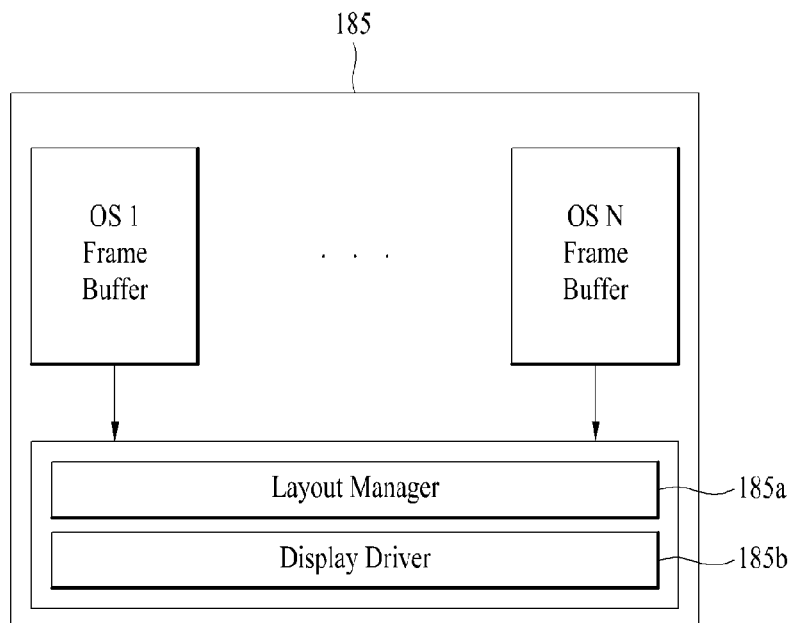 185
OS 1
Frame
Buffer
. . .
OS N
Frame
Buffer
Layout Manager
185a
Display Driver
185b